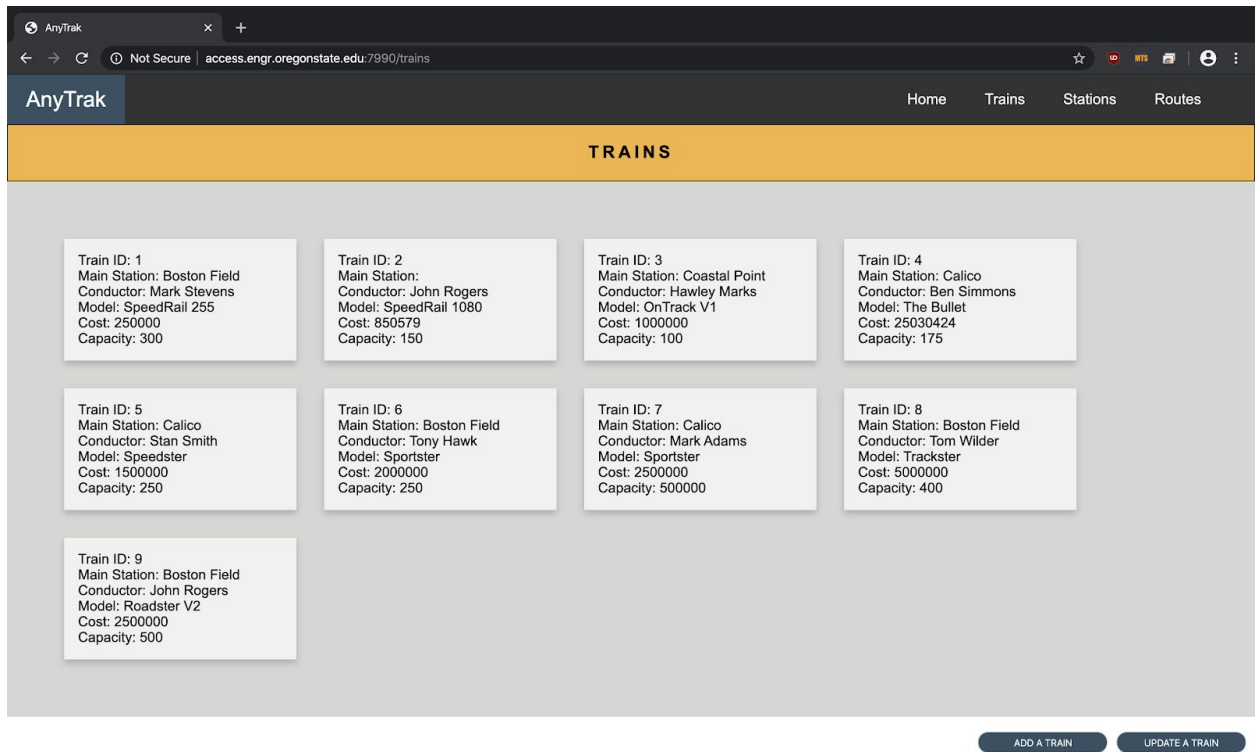 AnyTrak
Not Secure | access.engr.oregonstate.edu:7990/trains
UD
MTS
AnyTrak
Home Trains Stations Routes
TRAINS
Train ID: 1
Main Station: Boston Field
Conductor: Mark Stevens
Model: SpeedRail 255
Cost: 250000
Capacity: 300
Train ID: 2
Main Station:
Conductor: John Rogers
Model: SpeedRail 1080
Cost: 850579
Capacity: 150
Train ID: 3
Main Station: Coastal Point
Conductor: Hawley Marks
Model: OnTrack V1
Cost: 1000000
Capacity: 100
Train ID: 4
Main Station: Calico
Conductor: Ben Simmons
Model: The Bullet
Cost: 25030424
Capacity: 175
Train ID: 5
Main Station: Calico
Conductor: Stan Smith
Model: Speedster
Cost: 1500000
Capacity: 250
Train ID: 6
Main Station: Boston Field
Conductor: Tony Hawk
Model: Sportster
Cost: 2000000
Capacity: 250
Train ID: 7
Main Station: Calico
Conductor: Mark Adams
Model: Sportster
Cost: 2500000
Capacity: 500000
Train ID: 8
Main Station: Boston Field
Conductor: Tom Wilder
Model: Trackster
Cost: 5000000
Capacity: 400
Train ID: 9
Main Station: Boston Field
Conductor: John Rogers
Model: Roadster V2
Cost: 2500000
Capacity: 500
ADD A TRAIN
UPDATE A TRAIN